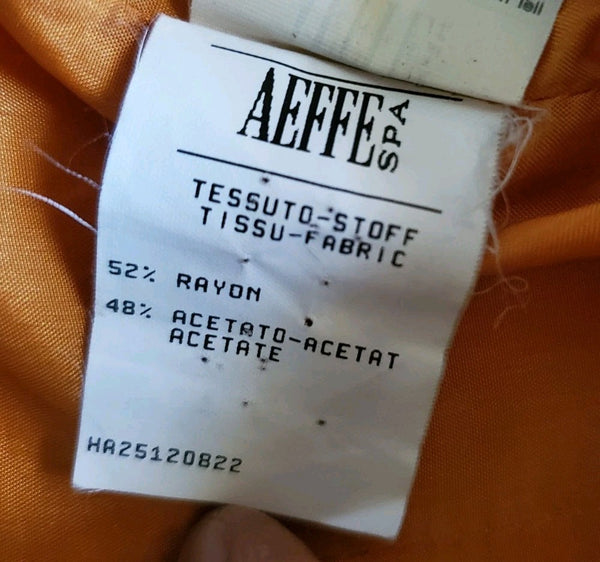 AEFFE SPA
TESSUTO-STOFF
TISSU-FABRIC
52% RAYON
48% ACETATO-ACETAT
ACETATE
HA25120822